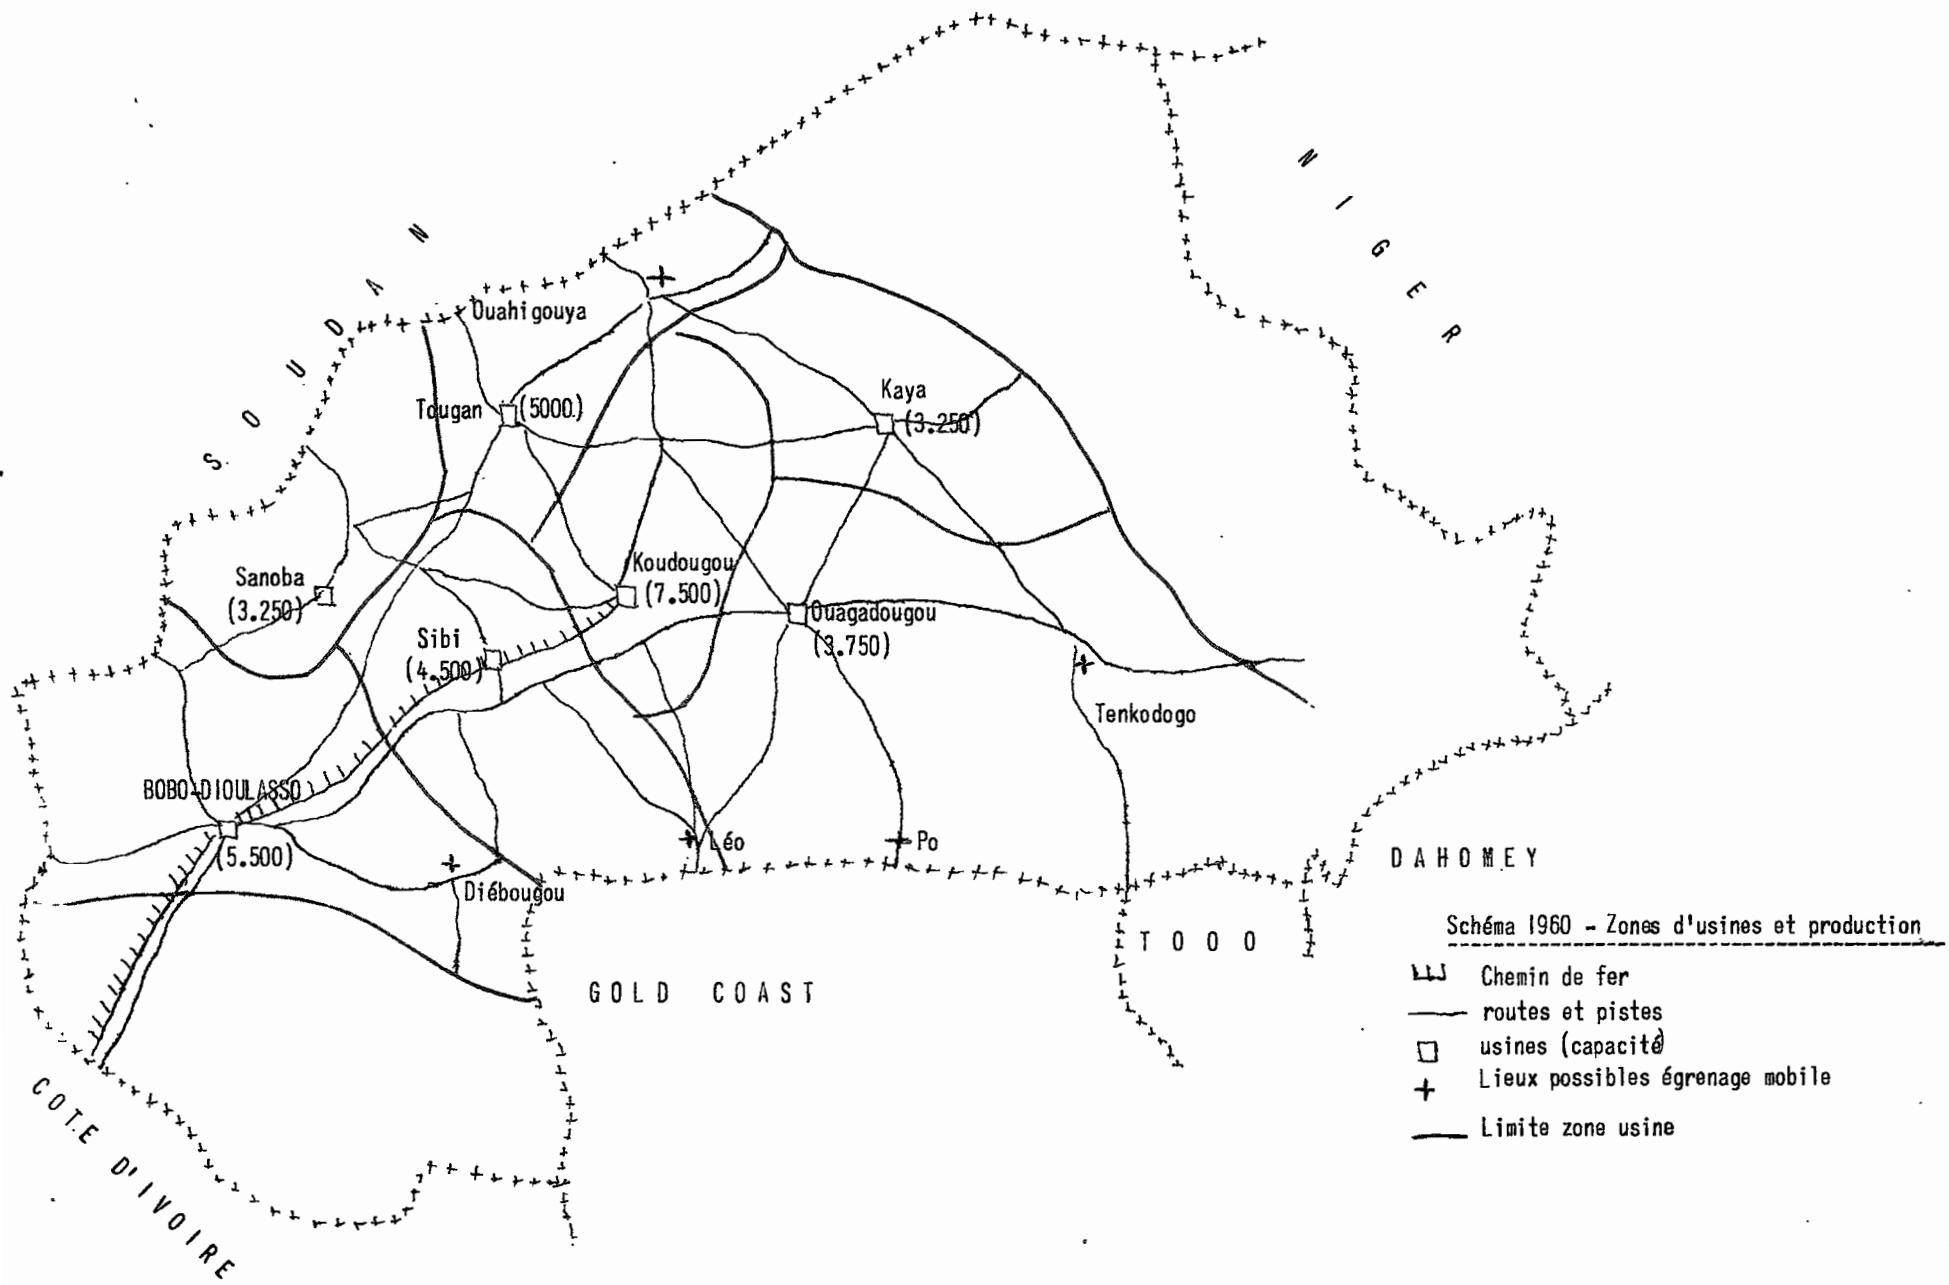 NIGER
SOUDAN
Ouahigouya
Tougan
(5000)
Kaya
(3.250)
Sanoba
(3.250)
Koudougou
(7.500)
Sibi
(4.500)
Ouagadougou
(3.750)
Tenkodogo
BOBO-DIOULASSO
(5.500)
Léo
Po
Diébougou
DAHOMEY
TOOO
GOLD COAST
COTE D'IVOIRE
Schéma 1960 - Zones d'usines et production
Chemin de fer
routes et pistes
usines (capacité)
Lieux possibles égrenage mobile
Limite zone usine